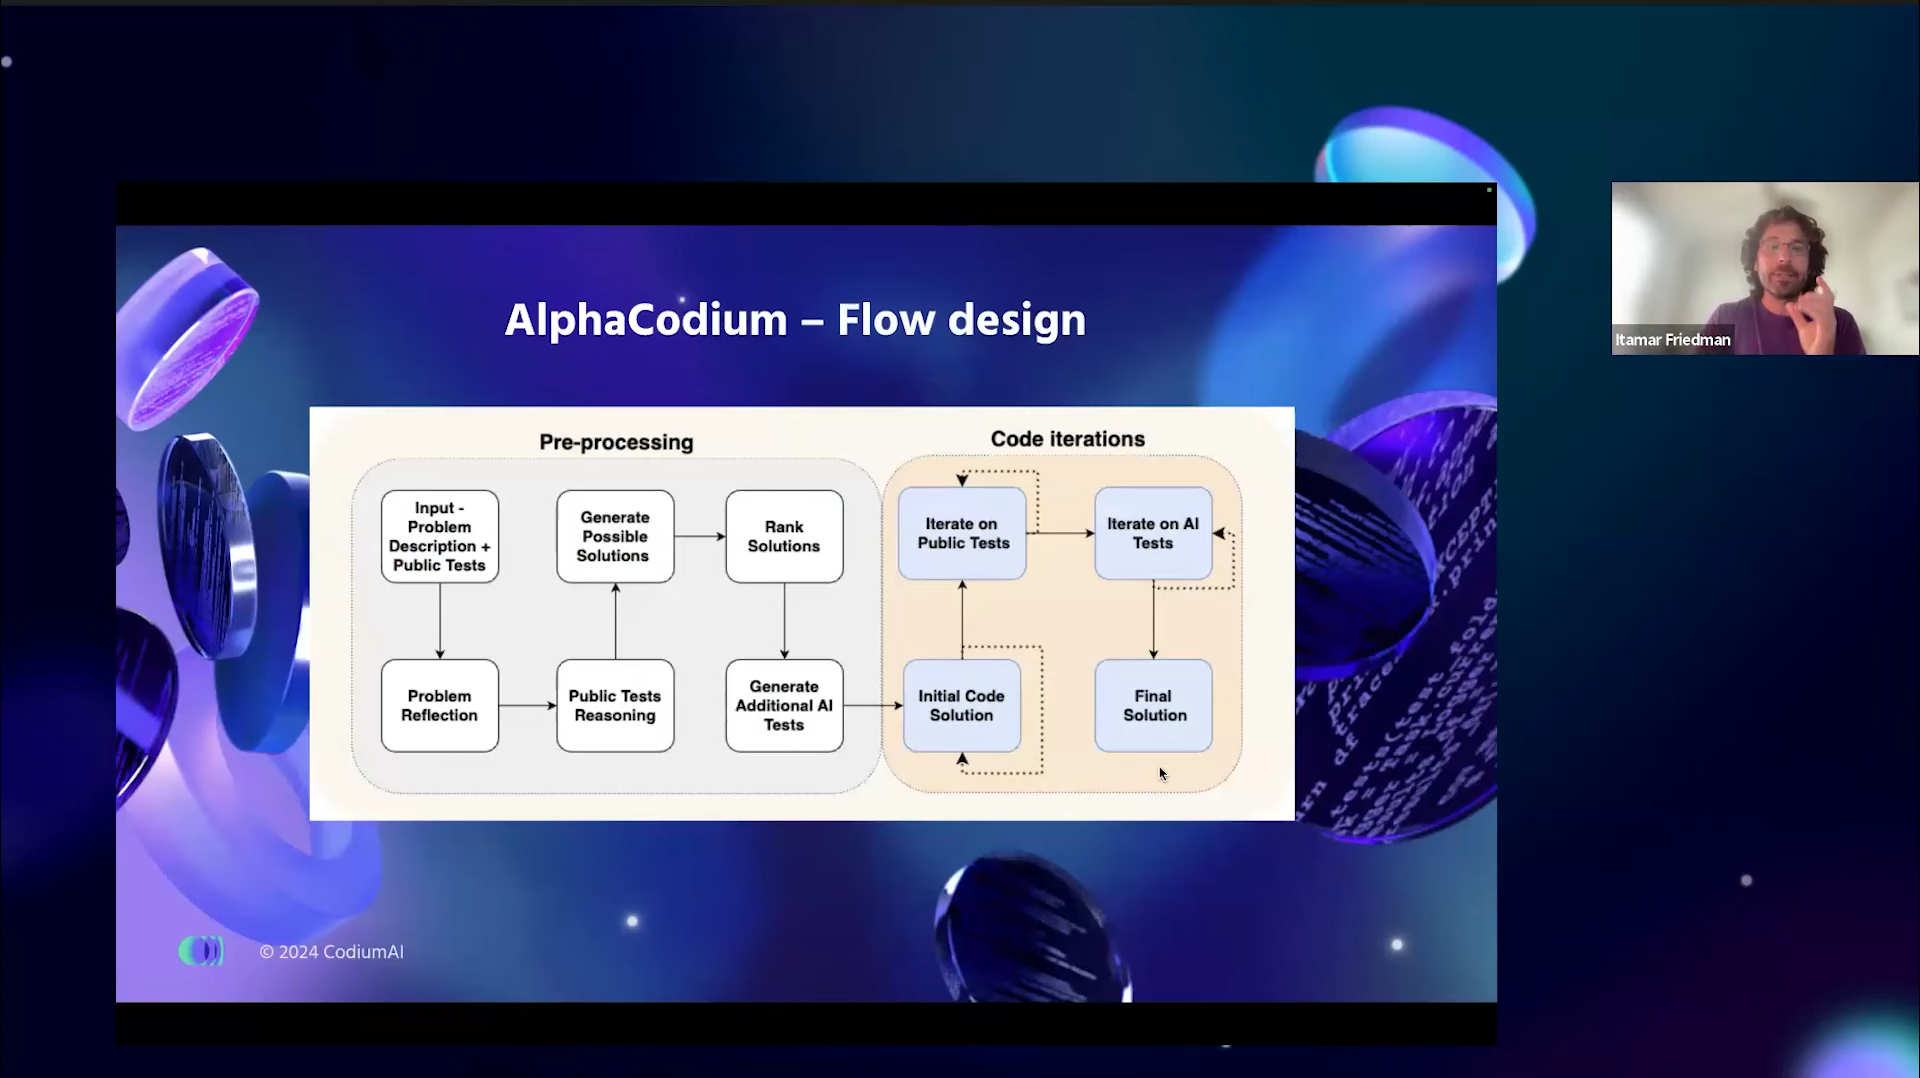 AlphaCodium – Flow design
Itamar Friedman
Pre-processing
Code iterations
Input -
Problem
Description +
Public Tests
Generate
Possible
Solutions
Rank
Solutions
Iterate on
Public Tests
Iterate on AI
Tests
Problem
Reflection
Public Tests
Reasoning
Generate
Additional AI
Tests
Initial Code
Solution
Final
Solution
© 2024 CodiumAI